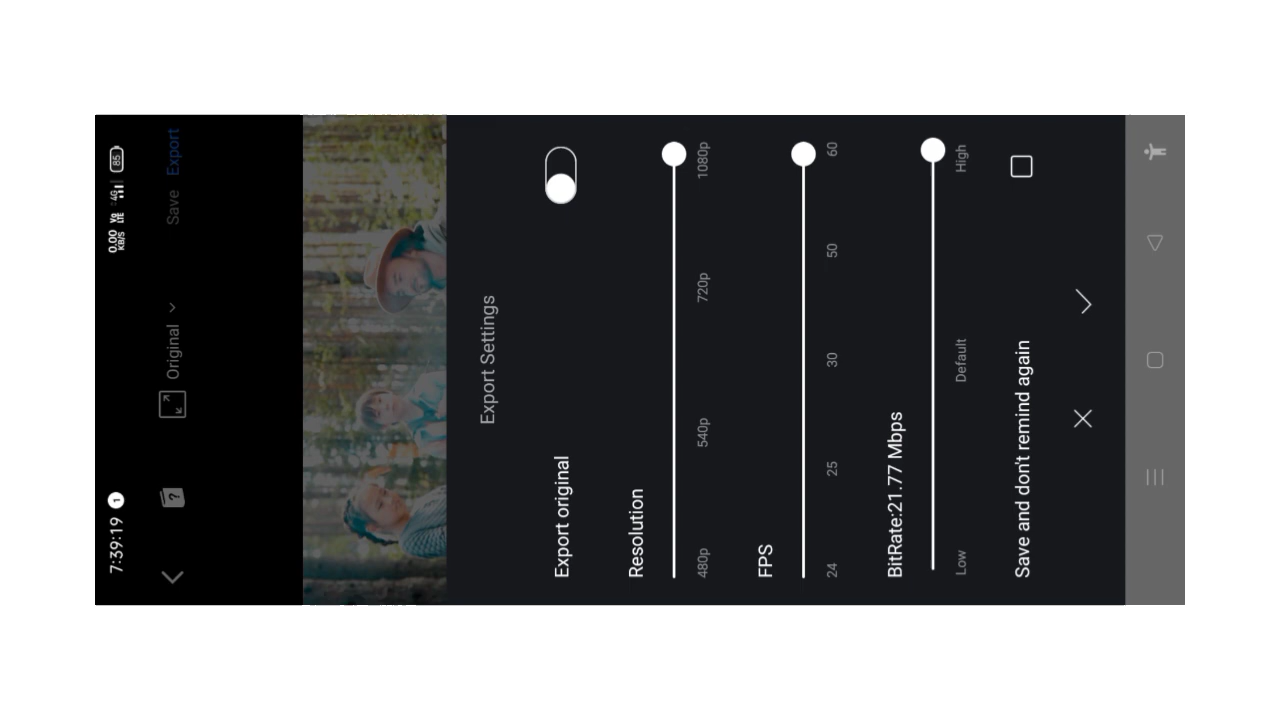 7:39:19 1 0.00 KB/S Vo LTE 4G 85
? Original Save Export
Export Settings
Export original
Resolution
480p 540p 720p 1080p
FPS
24 25 30 50 60
BitRate:21.77 Mbps
Low Default High
Save and don't remind again